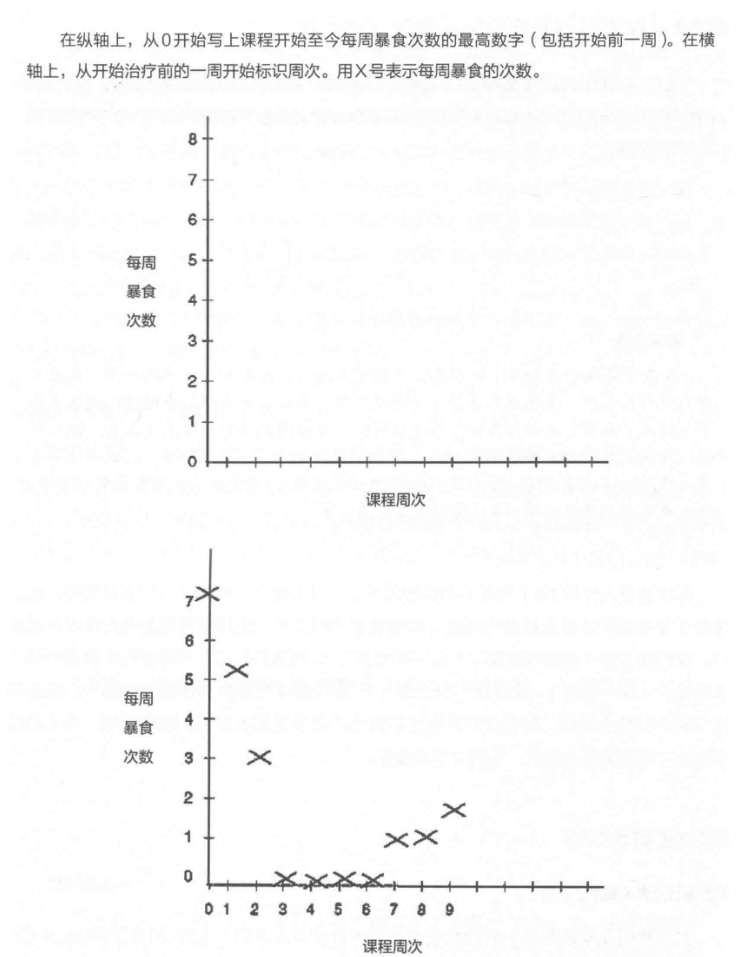 在纵轴上，从0开始写上课程开始至今每周暴食次数的最高数字（包括开始前一周）。在横
轴上，从开始治疗前的一周开始标识周次。用X号表示每周暴食的次数。
8
7
6
5
4
3
2
1
0
每周
暴食
次数
课程周次
7
6
5
4
3
2
1
0
每周
暴食
次数
0 1 2 3 4 5 6 7 8 9
课程周次